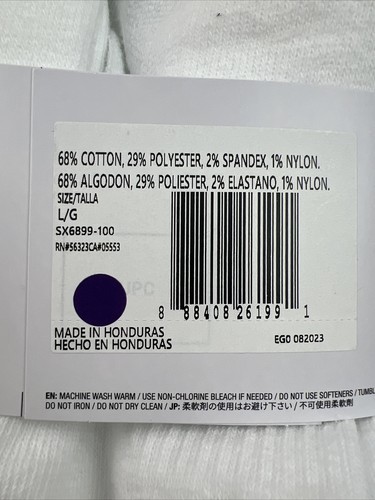 68% COTTON, 29% POLYESTER, 2% SPANDEX, 1% NYLON.
68% ALGODON, 29% POLIESTER, 2% ELASTANO, 1% NYLON.
SIZE/TALLA
L/G
SX6899-100
RN#56323CA#05553
UPC
8 88408 26199 1
MADE IN HONDURAS
HECHO EN HONDURAS
EG0 082023
EN: MACHINE WASH WARM / USE NON-CHLORINE BLEACH IF NEEDED / DO NOT USE SOFTENERS / TUMBL
DO NOT IRON / DO NOT DRY CLEAN / JP: 柔軟剤の使用はお避け下さい / 不可使用柔軟劑